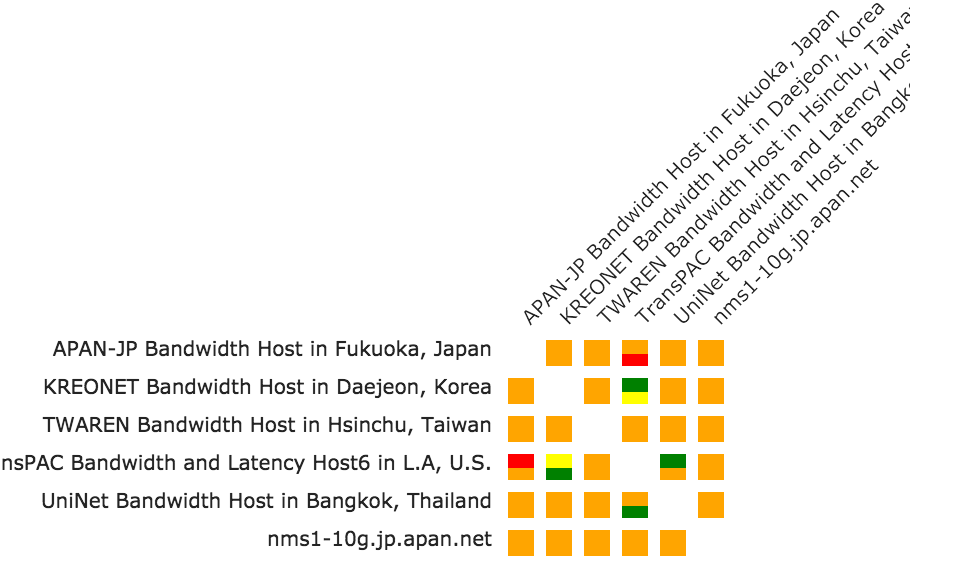 APAN-JP Bandwidth Host in Fukuoka, Japan
KREONET Bandwidth Host in Daejeon, Korea
TWAREN Bandwidth Host in Hsinchu, Taiwa
TransPAC Bandwidth and Latency Hos
UniNet Bandwidth Host in Bangk
nms1-10g.jp.apan.net
APAN-JP Bandwidth Host in Fukuoka, Japan
KREONET Bandwidth Host in Daejeon, Korea
TWAREN Bandwidth Host in Hsinchu, Taiwan
nsPAC Bandwidth and Latency Host6 in L.A, U.S.
UniNet Bandwidth Host in Bangkok, Thailand
nms1-10g.jp.apan.net